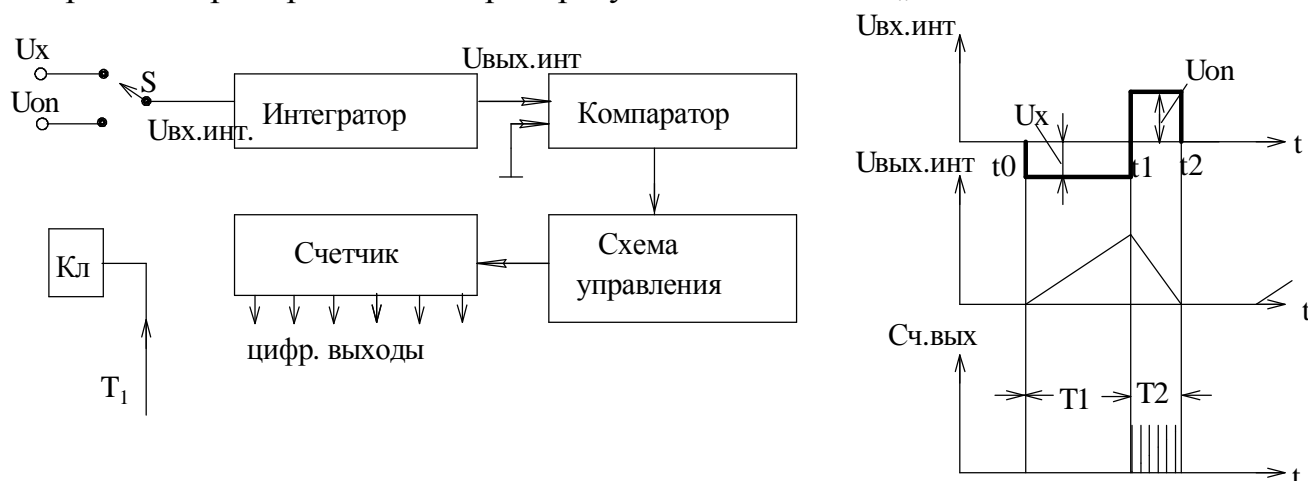 Ux
Uоп
S
Uвх.инт.
Интегратор
Uвых.инт
Компаратор
Кл
T₁
Счетчик
цифр. выходы
Схема
управления
Uвх.инт
Uоп
Ux
t
t0
t1
t2
Uвых.инт
t
Сч.вых
T1
T2
t